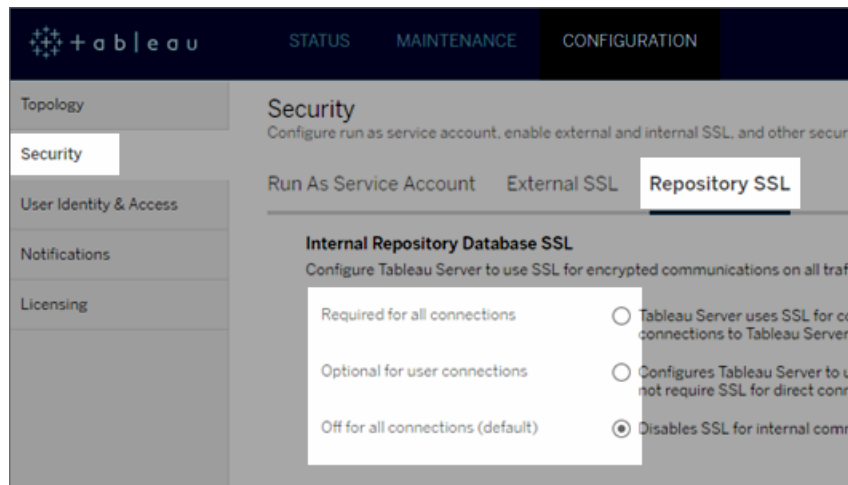 + a b | e a u
STATUS
MAINTENANCE
CONFIGURATION
Topology
Security
User Identity & Access
Notifications
Licensing
Security
Configure run as service account, enable external and internal SSL, and other secur
Run As Service Account
External SSL
Repository SSL
Internal Repository Database SSL
Configure Tableau Server to use SSL for encrypted communications on all traf
Required for all connections
Tableau Server uses SSL for co
connections to Tableau Server
Optional for user connections
Configures Tableau Server to u
not require SSL for direct conn
Off for all connections (default)
Disables SSL for internal comm